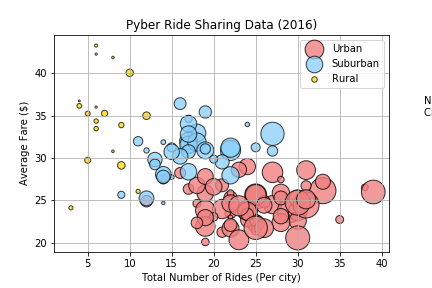 Pyber Ride Sharing Data (2016)
Urban
Suburban
Rural
Average Fare ($)
40
35
30
25
20
5 10 15 20 25 30 35 40
Total Number of Rides (Per city)